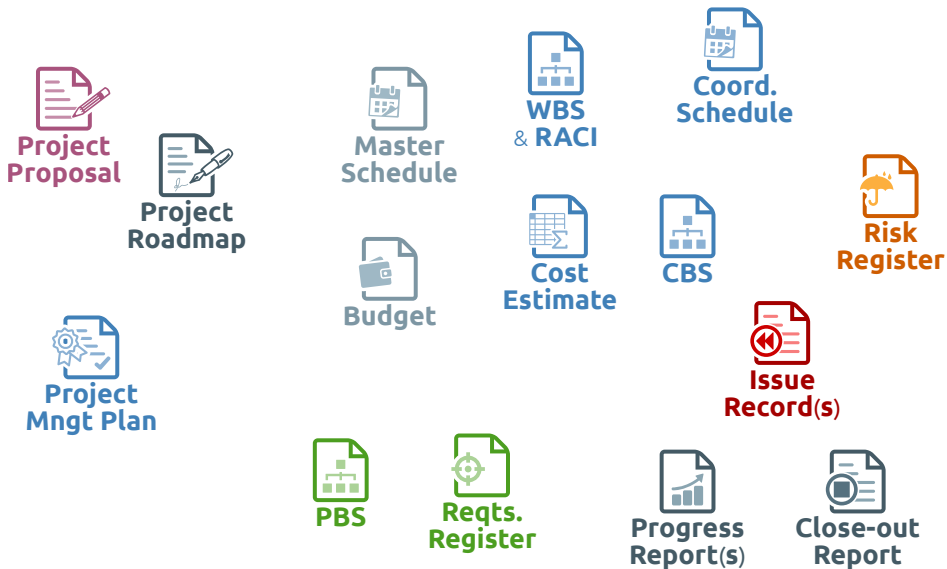 Project
Proposal
Project
Roadmap
Master
Schedule
WBS
& RACI
Coord.
Schedule
Budget
Cost
Estimate
CBS
Risk
Register
Project
Mngt Plan
Issue
Record(s)
PBS
Reqts.
Register
Progress
Report(s)
Close-out
Report